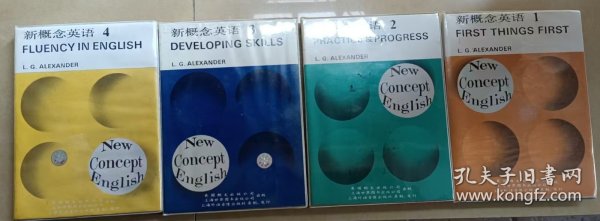 新概念英语 4
FLUENCY IN ENGLISH
L. G. ALEXANDER
New
Concept
English
新概念英语 3
DEVELOPING SKILLS
L. G. ALEXANDER
New
Concept
English
语 2
PRACTICE & PROGRESS
L. G. ALEXANDER
New
Concept
English
新概念英语 1
FIRST THINGS FIRST
L. G. ALEXANDER
New
Concept
English
孔夫子旧书网
kongfz.com